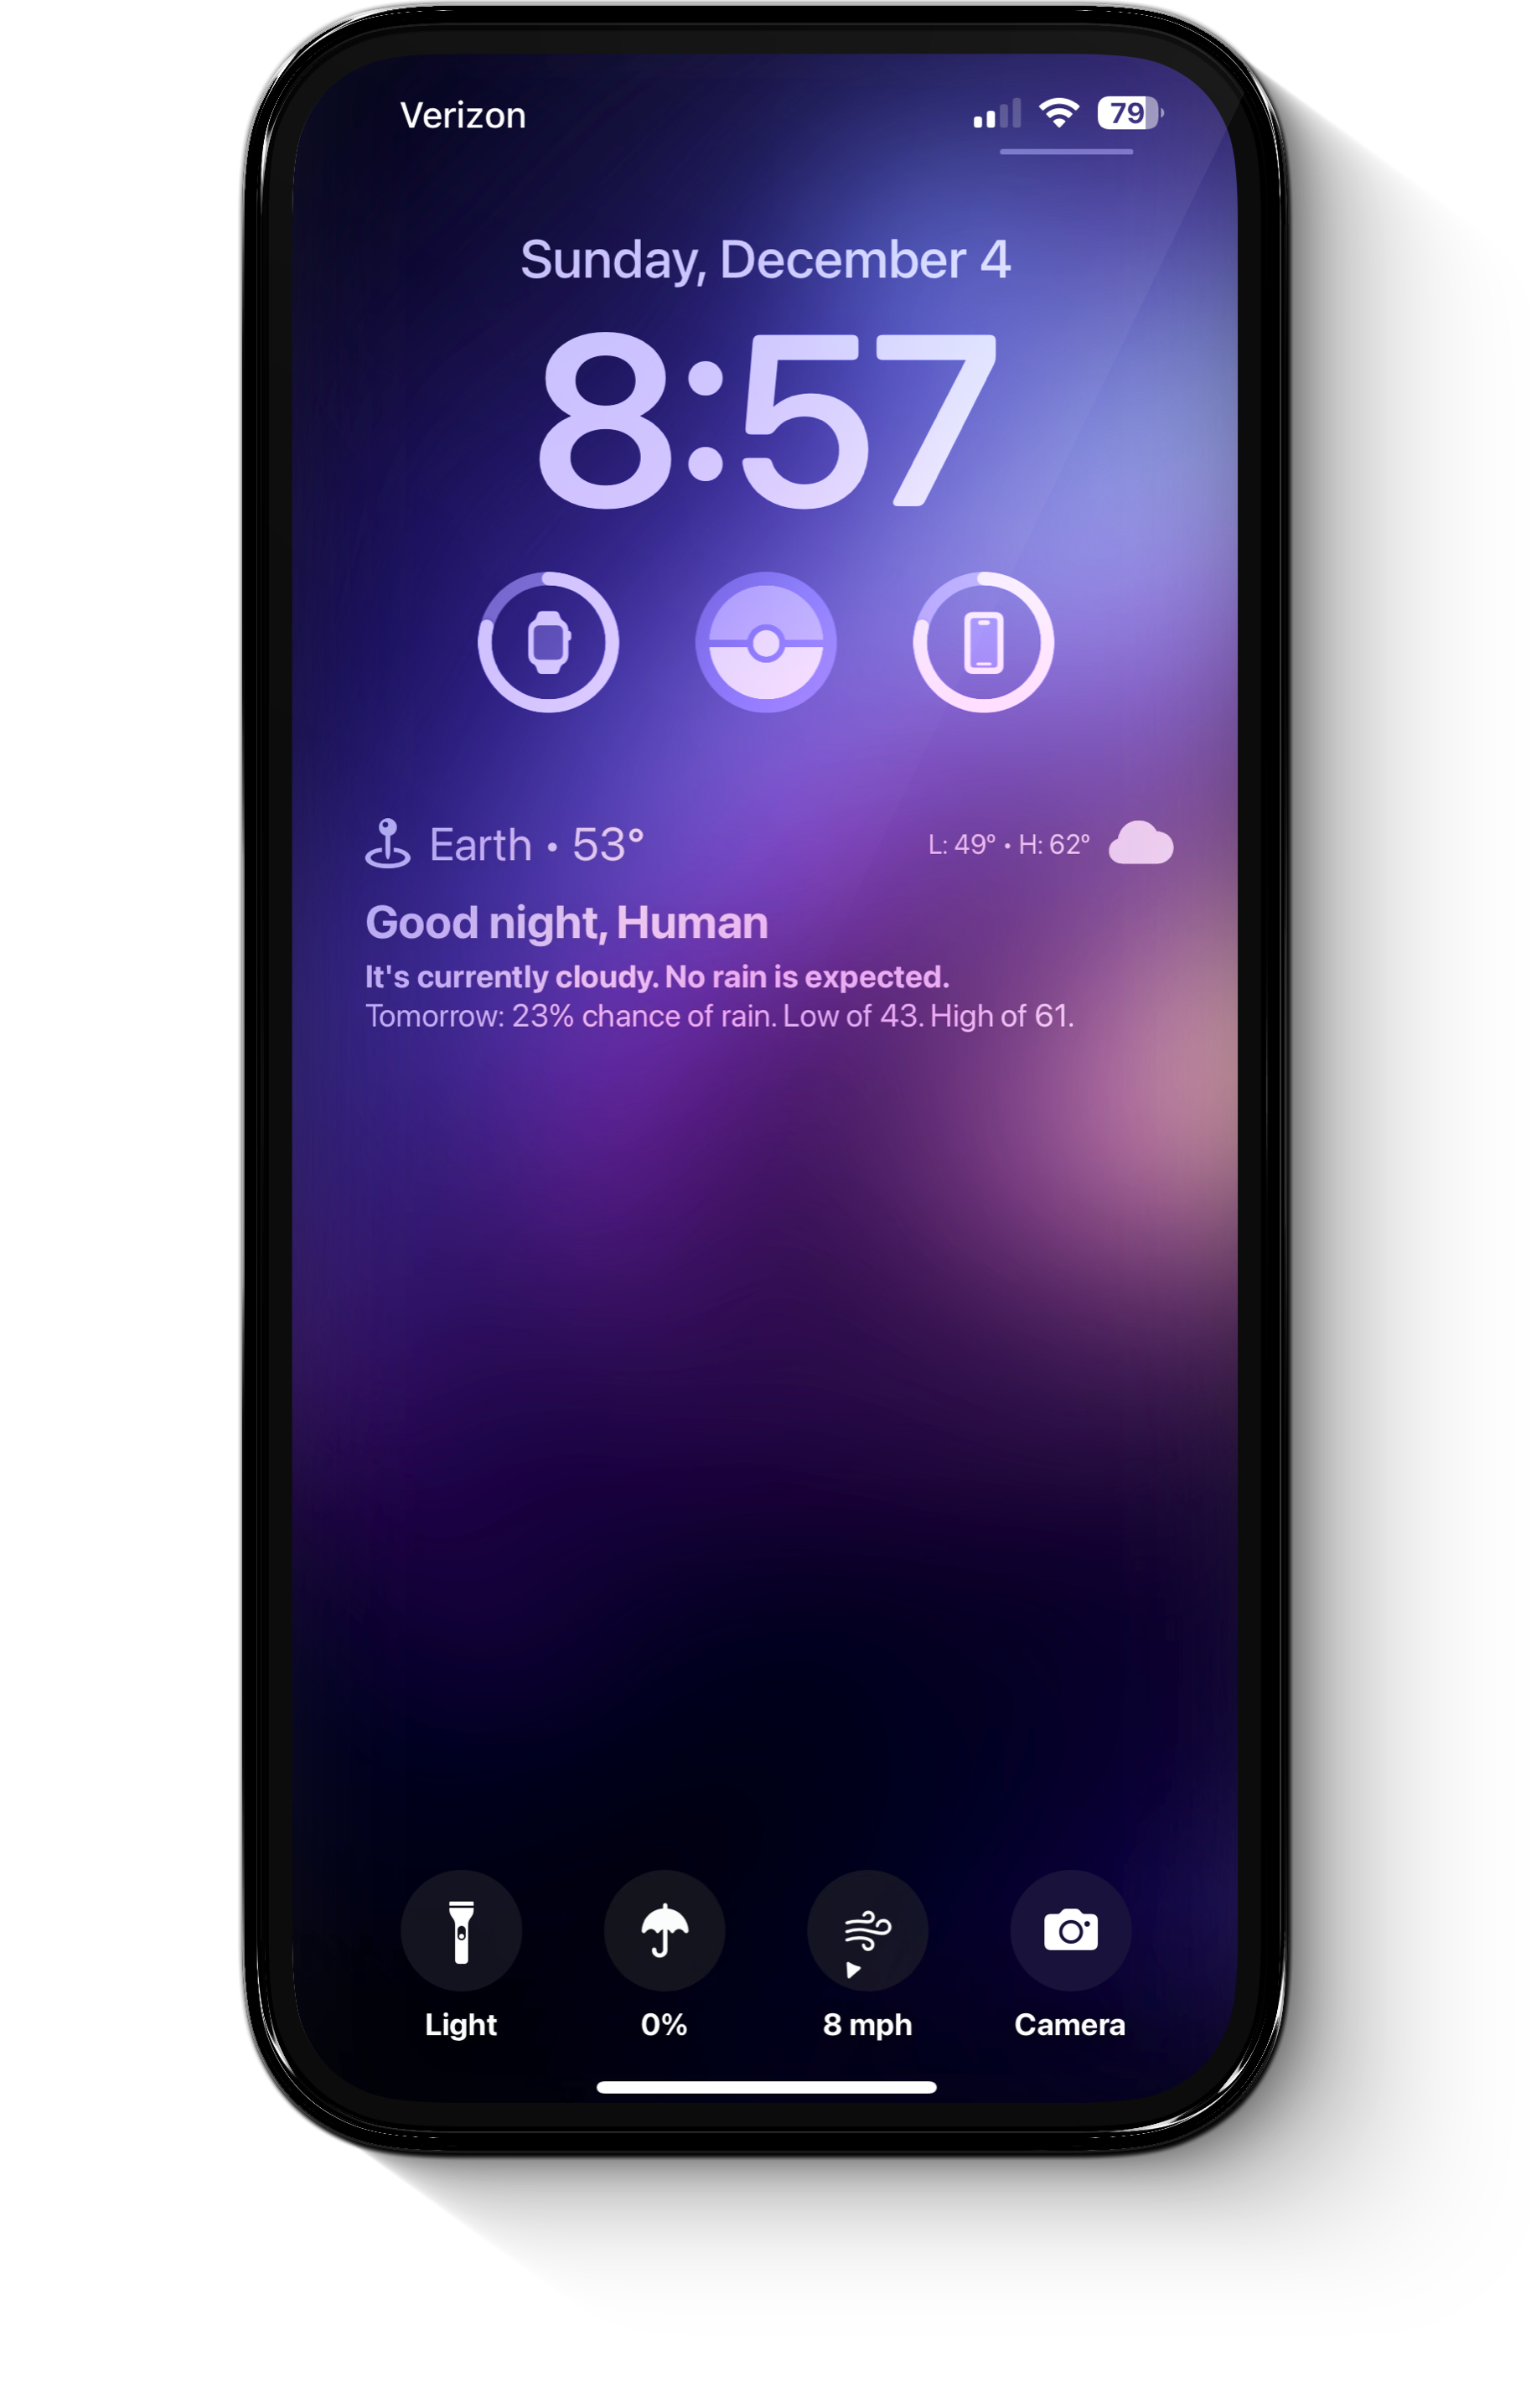 Verizon 79
Sunday, December 4
8:57
Earth • 53°
L: 49° • H: 62°
Good night, Human
It's currently cloudy. No rain is expected.
Tomorrow: 23% chance of rain. Low of 43. High of 61.
Light 0% 8 mph Camera